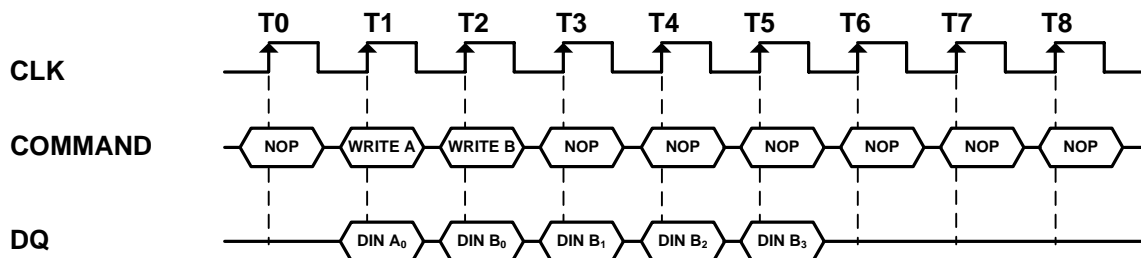 T0 T1 T2 T3 T4 T5 T6 T7 T8
CLK
COMMAND NOP WRITE A WRITE B NOP NOP NOP NOP NOP NOP
DQ DIN A₀ DIN B₀ DIN B₁ DIN B₂ DIN B₃